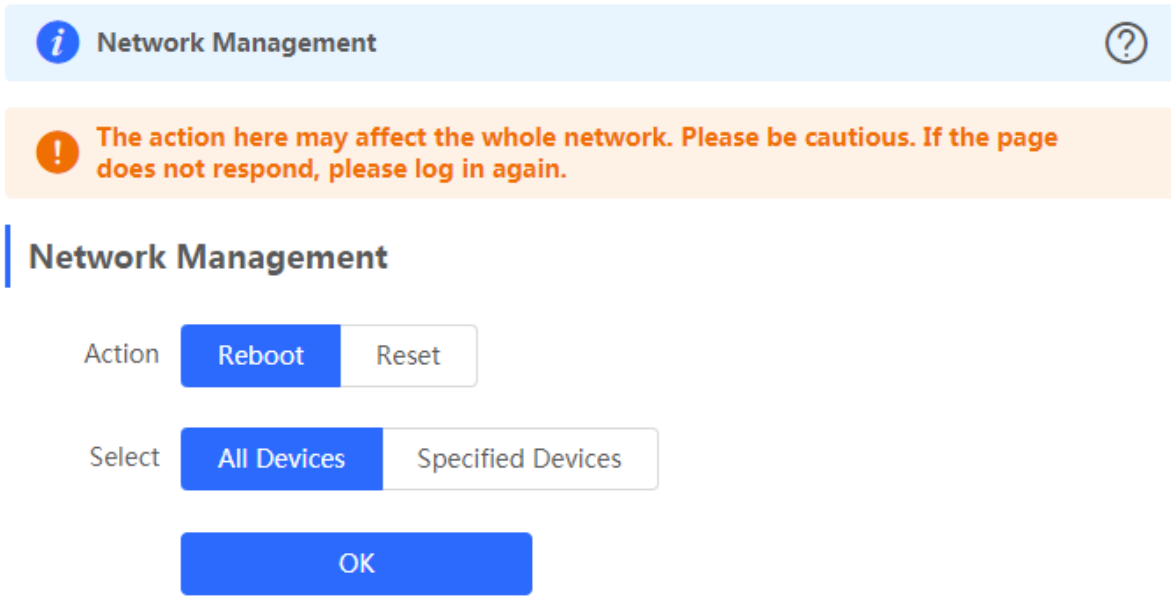 Network Management
The action here may affect the whole network. Please be cautious. If the page
does not respond, please log in again.
Network Management
Action Reboot Reset
Select All Devices Specified Devices
OK